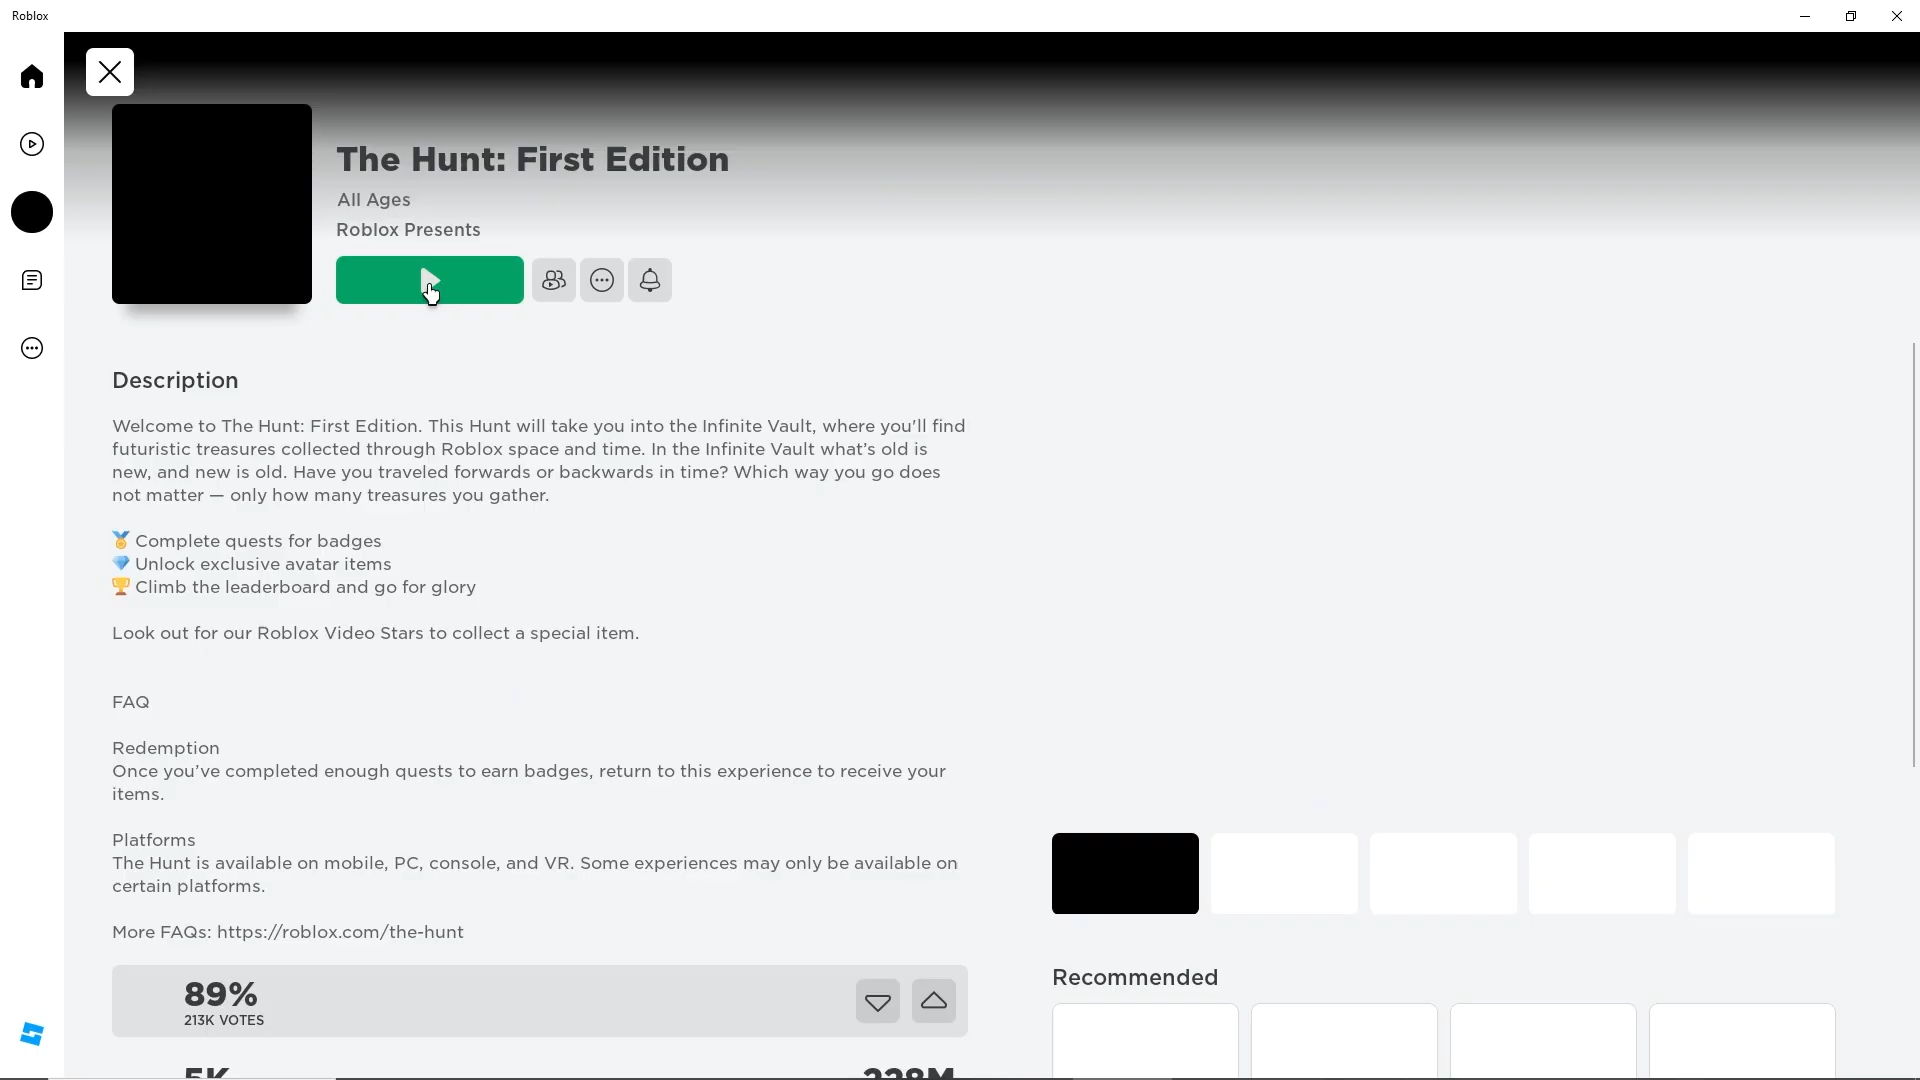 Roblox
The Hunt: First Edition
All Ages
Roblox Presents
Description
Welcome to The Hunt: First Edition. This Hunt will take you into the Infinite Vault, where you'll find
futuristic treasures collected through Roblox space and time. In the Infinite Vault what’s old is
new, and new is old. Have you traveled forwards or backwards in time? Which way you go does
not matter — only how many treasures you gather.
🏅 Complete quests for badges
💎 Unlock exclusive avatar items
🏆 Climb the leaderboard and go for glory
Look out for our Roblox Video Stars to collect a special item.
FAQ
Redemption
Once you’ve completed enough quests to earn badges, return to this experience to receive your
items.
Platforms
The Hunt is available on mobile, PC, console, and VR. Some experiences may only be available on
certain platforms.
More FAQs: https://roblox.com/the-hunt
89%
213K VOTES
5K
228M
Recommended